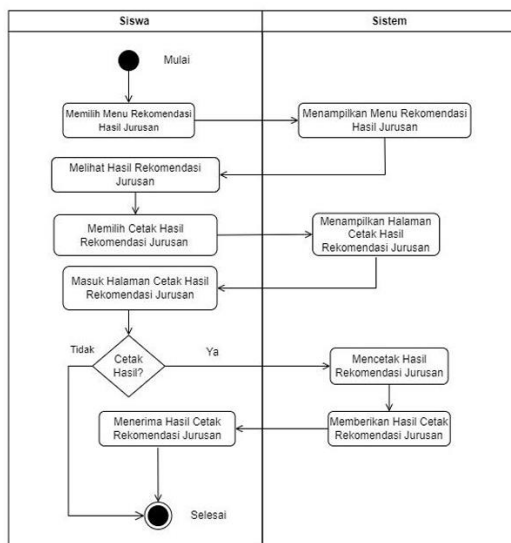 Siswa
Sistem
Mulai
Memilih Menu Rekomendasi
Hasil Jurusan
Menampilkan Menu Rekomendasi
Hasil Jurusan
Melihat Hasil Rekomendasi
Jurusan
Memilih Cetak Hasil
Rekomendasi Jurusan
Menampilkan Halaman
Cetak Hasil
Rekomendasi Jurusan
Masuk Halaman Cetak Hasil
Rekomendasi Jurusan
Tidak
Cetak
Hasil?
Ya
Mencetak Hasil
Rekomendasi Jurusan
Menerima Hasil Cetak
Rekomendasi Jurusan
Memberikan Hasil Cetak
Rekomendasi Jurusan
Selesai